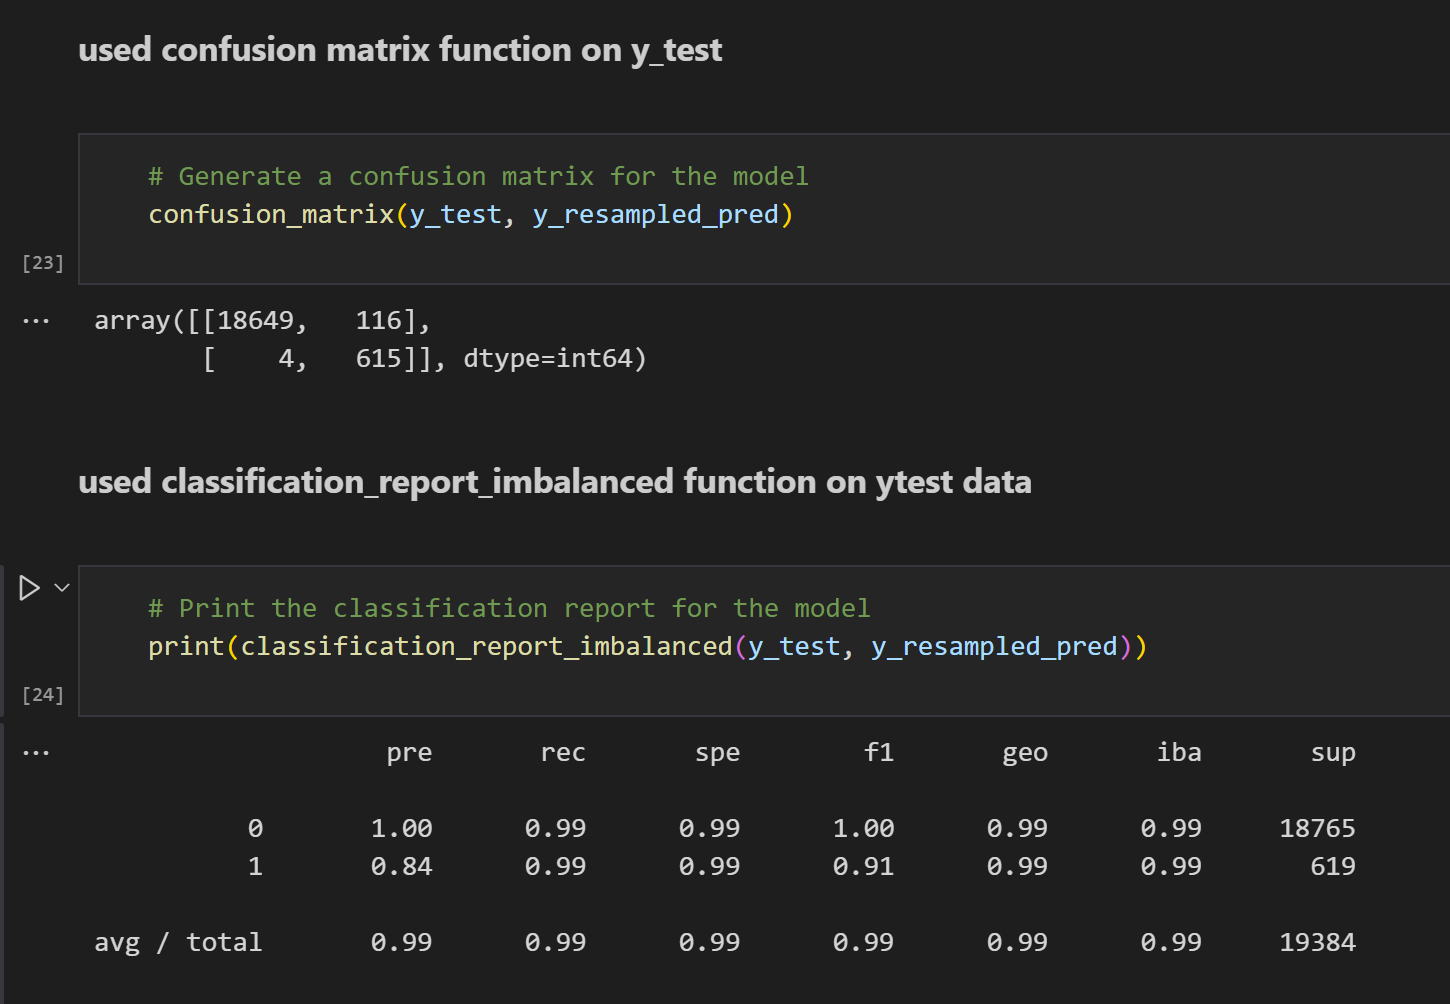 used confusion matrix function on y_test
# Generate a confusion matrix for the model
confusion_matrix(y_test, y_resampled_pred)
[23]
... array([[18649,   116],
       [    4,   615]], dtype=int64)
used classification_report_imbalanced function on ytest data
# Print the classification report for the model
print(classification_report_imbalanced(y_test, y_resampled_pred))
[24]
... pre       rec       spe        f1       geo       iba       sup
0       1.00      0.99      0.99      1.00      0.99      0.99     18765
1       0.84      0.99      0.99      0.91      0.99      0.99       619
avg / total       0.99      0.99      0.99      0.99      0.99      0.99     19384